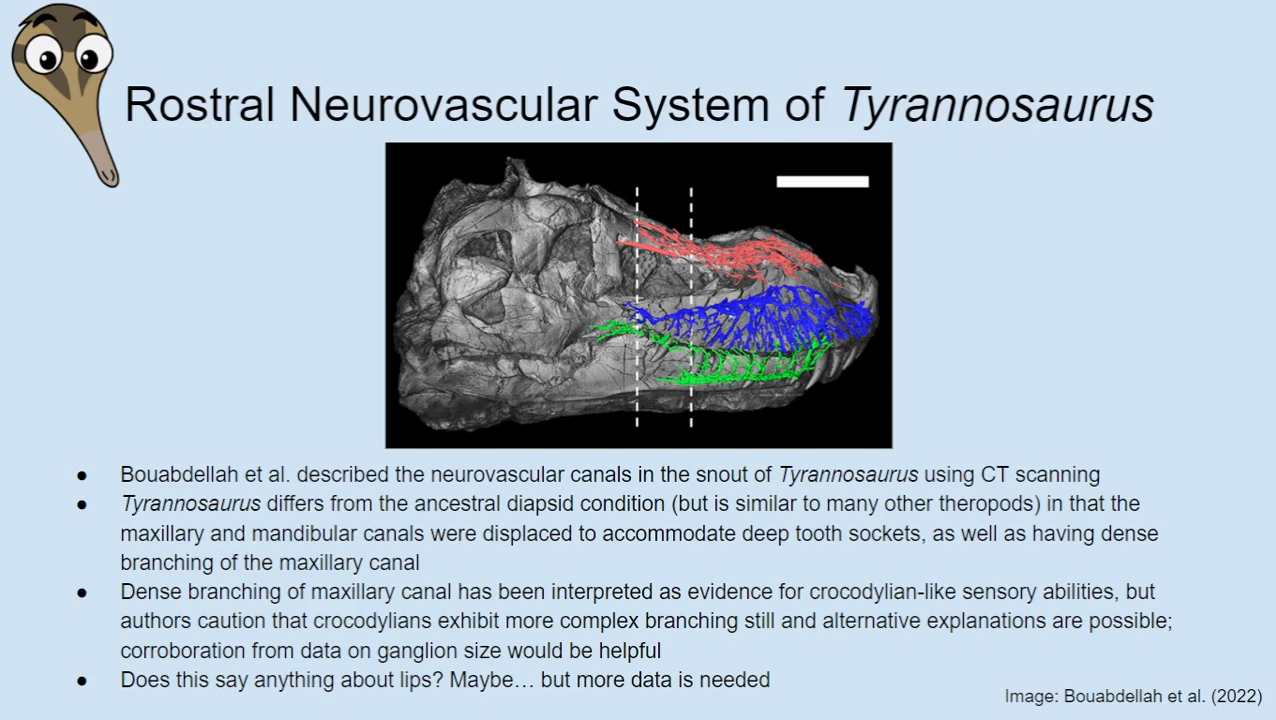 Rostral Neurovascular System of Tyrannosaurus
● Bouabdellah et al. described the neurovascular canals in the snout of Tyrannosaurus using CT scanning
● Tyrannosaurus differs from the ancestral diapsid condition (but is similar to many other theropods) in that the
maxillary and mandibular canals were displaced to accommodate deep tooth sockets, as well as having dense
branching of the maxillary canal
● Dense branching of maxillary canal has been interpreted as evidence for crocodylian-like sensory abilities, but
authors caution that crocodylians exhibit more complex branching still and alternative explanations are possible;
corroboration from data on ganglion size would be helpful
● Does this say anything about lips? Maybe… but more data is needed
Image: Bouabdellah et al. (2022)